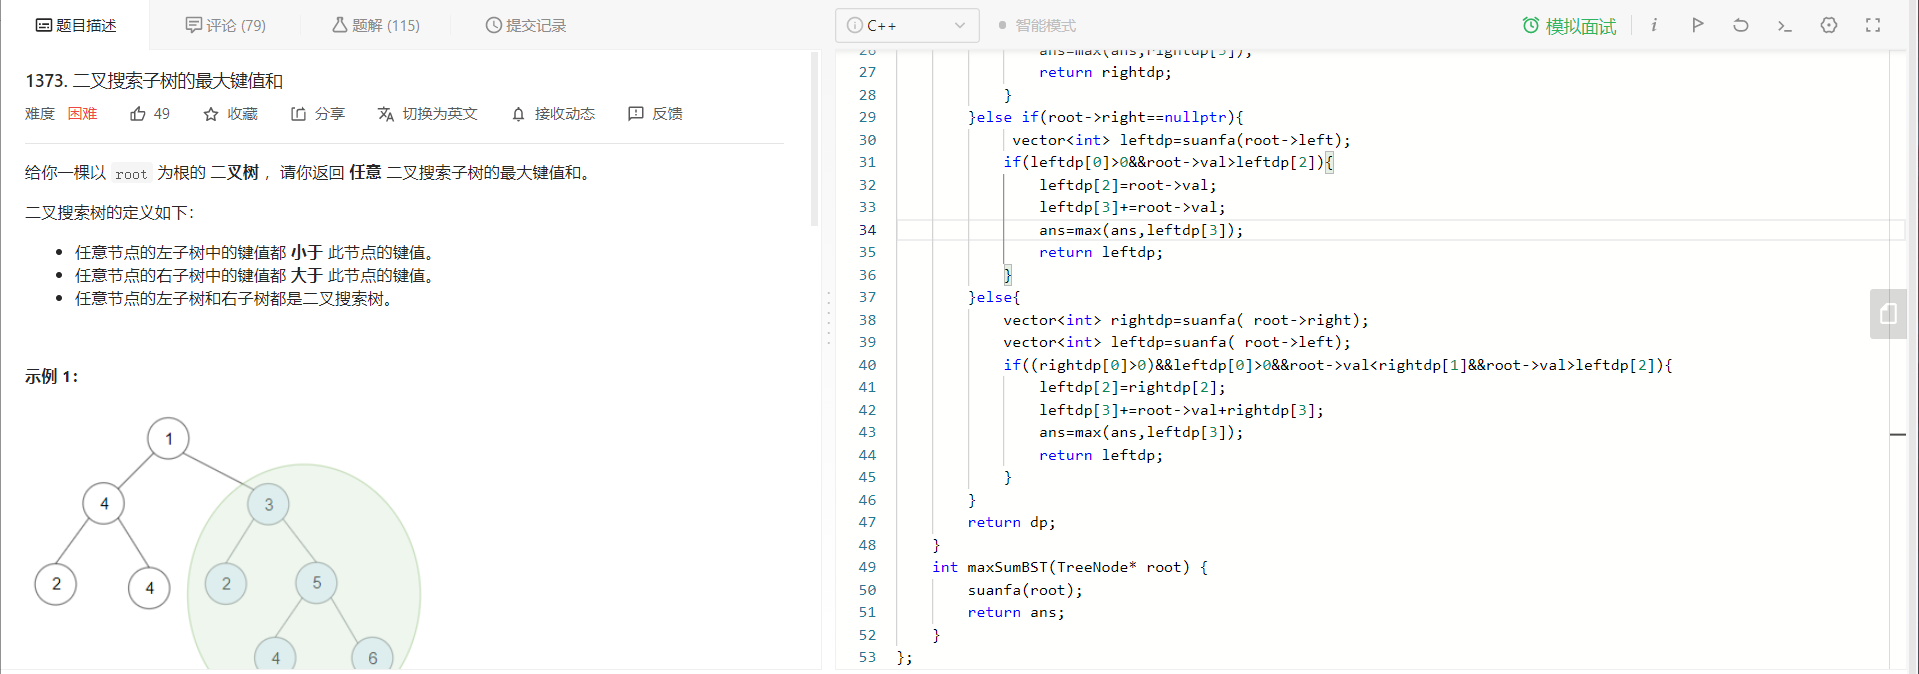 题目描述
评论 (79)
题解 (115)
提交记录
1373. 二叉搜索子树的最大键值和
难度 困难 49 收藏 分享 切换为英文 接收动态 反馈
给你一棵以 root 为根的 二叉树 ，请你返回 任意 二叉搜索子树的最大键值和。
二叉搜索树的定义如下：
• 任意节点的左子树中的键值都 小于 此节点的键值。
• 任意节点的右子树中的键值都 大于 此节点的键值。
• 任意节点的左子树和右子树都是二叉搜索树。
示例 1：
1
4 3
2 4 2 5
4 6
C++ 智能模式
模拟面试
26 ans=max(ans,rightdp[3]);
27 return rightdp;
28 }
29 }else if(root->right==nullptr){
30 vector<int> leftdp=suanfa(root->left);
31 if(leftdp[0]>0&&root->val>leftdp[2]){
32 leftdp[2]=root->val;
33 leftdp[3]+=root->val;
34 ans=max(ans,leftdp[3]);
35 return leftdp;
36 }
37 }else{
38 vector<int> rightdp=suanfa( root->right);
39 vector<int> leftdp=suanfa( root->left);
40 if((rightdp[0]>0)&&leftdp[0]>0&&root->val<rightdp[1]&&root->val>leftdp[2]){
41 leftdp[2]=rightdp[2];
42 leftdp[3]+=root->val+rightdp[3];
43 ans=max(ans,leftdp[3]);
44 return leftdp;
45 }
46 }
47 return dp;
48 }
49 int maxSumBST(TreeNode* root) {
50 suanfa(root);
51 return ans;
52 }
53 };